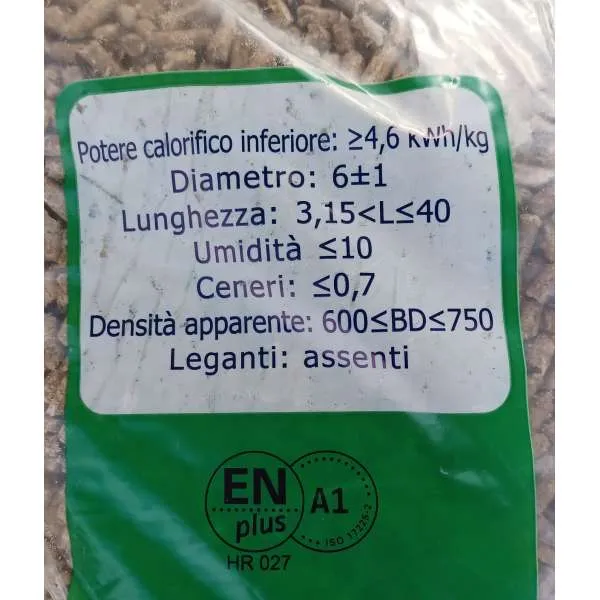 Potere calorifico inferiore: ≥4,6 kWh/kg
Diametro: 6±1
Lunghezza: 3,15<L≤40
Umidità ≤10
Ceneri: ≤0,7
Densità apparente: 600≤BD≤750
Leganti: assenti
EN
plus
A1
ISO 17225-2
HR 027